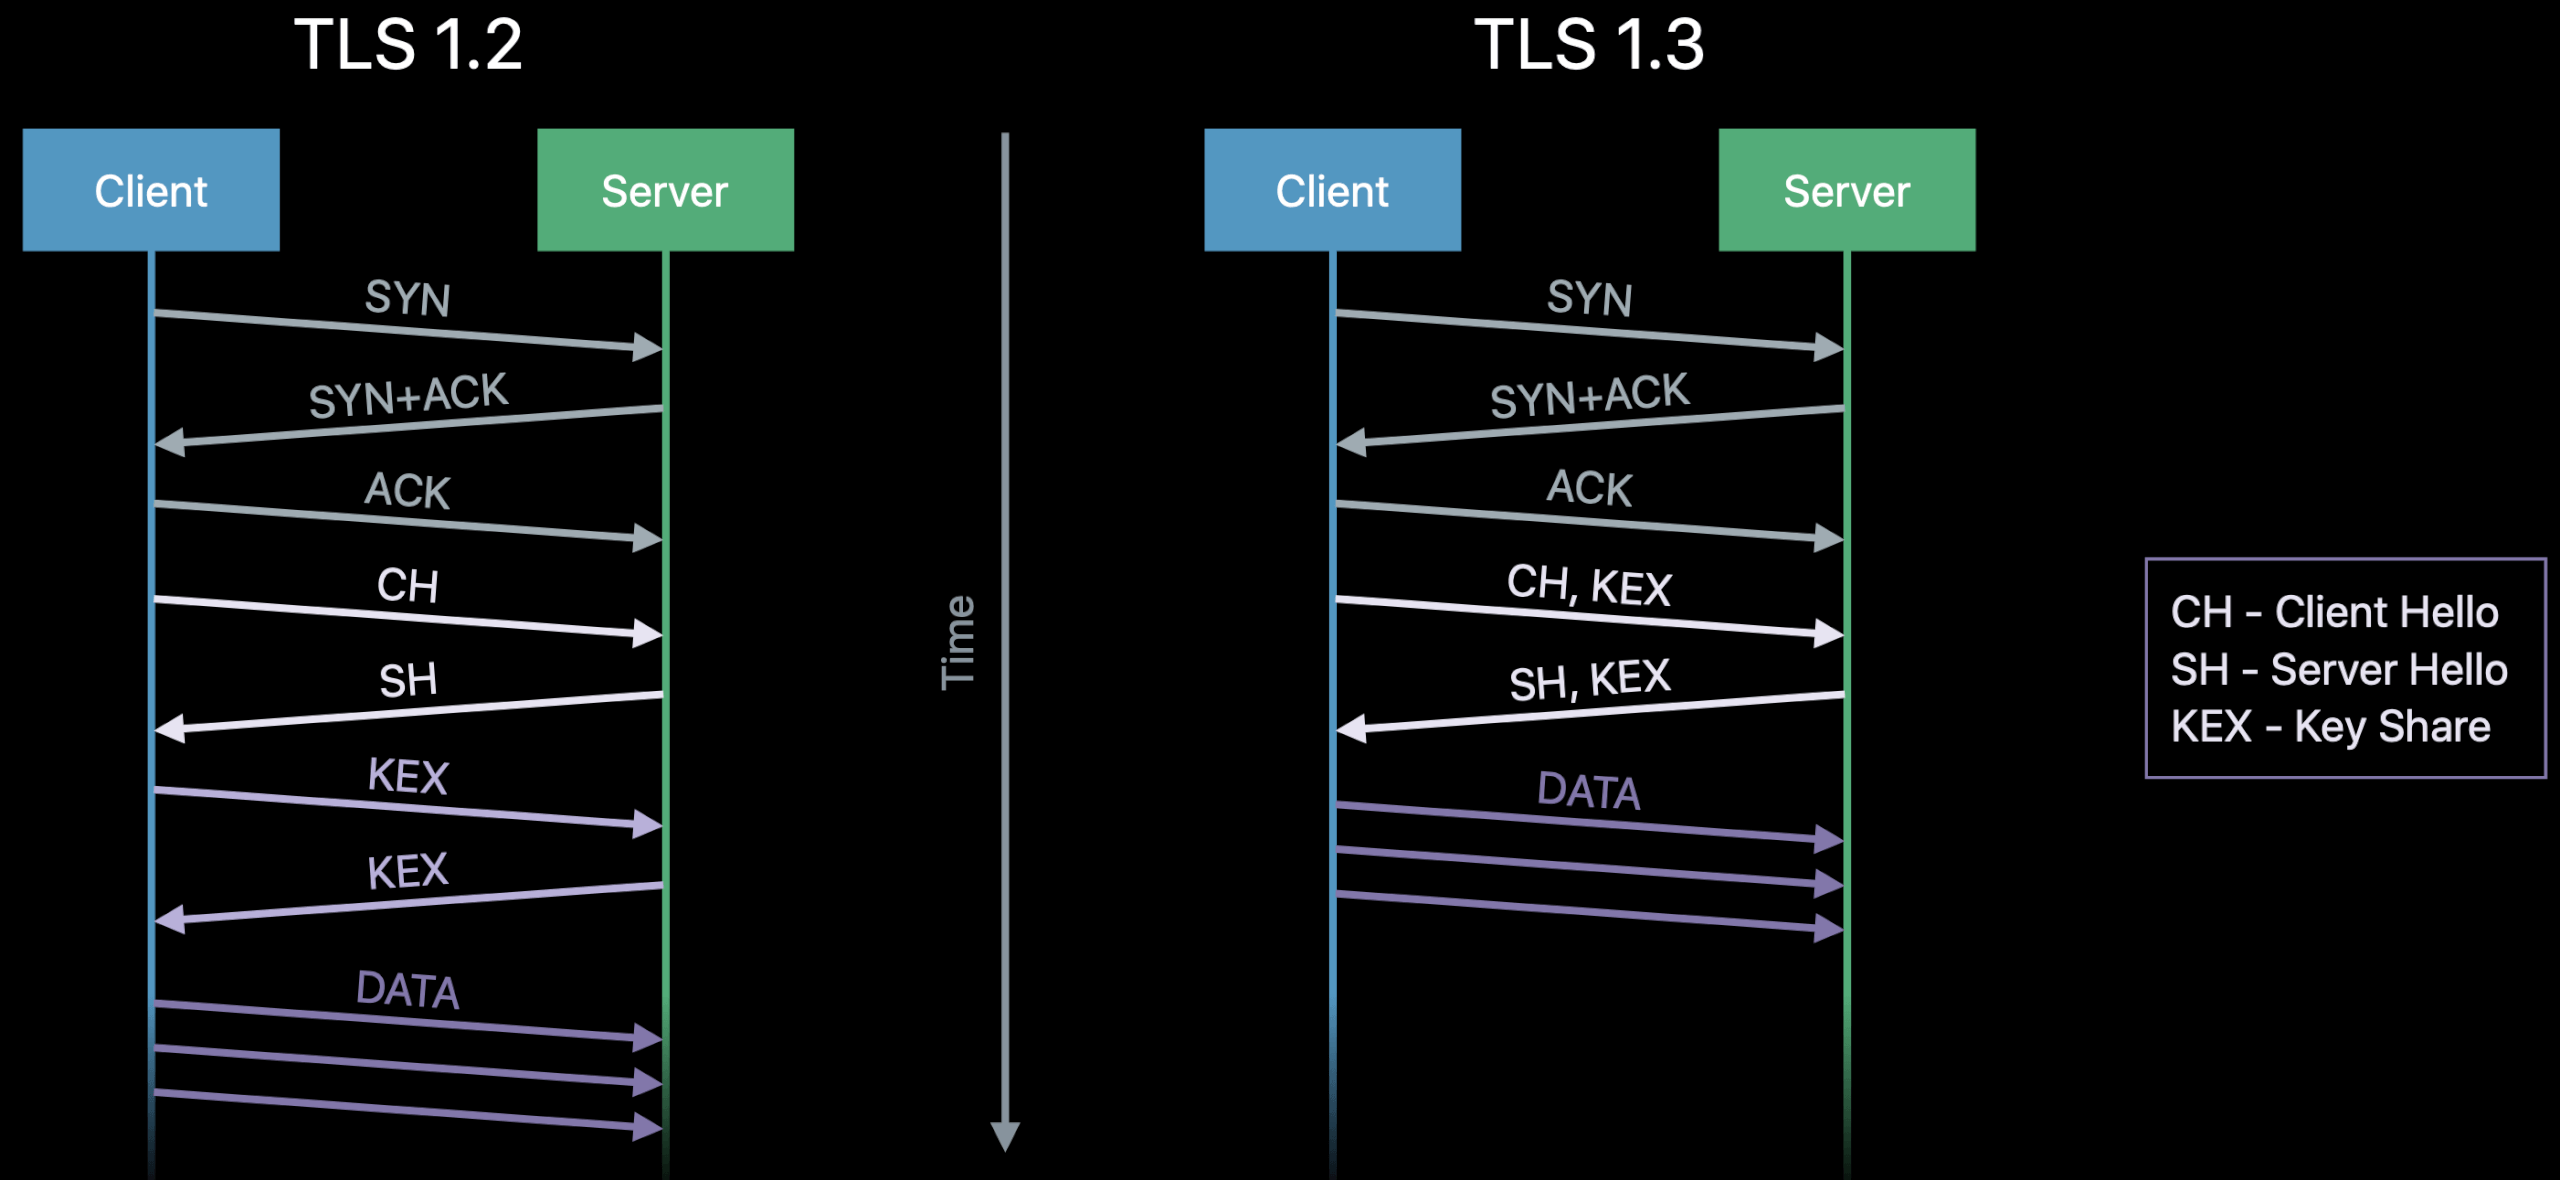 TLS 1.2
Client
Server
SYN
SYN+ACK
ACK
CH
SH
KEX
KEX
DATA
Time
TLS 1.3
Client
Server
SYN
SYN+ACK
ACK
CH, KEX
SH, KEX
DATA
CH - Client Hello
SH - Server Hello
KEX - Key Share